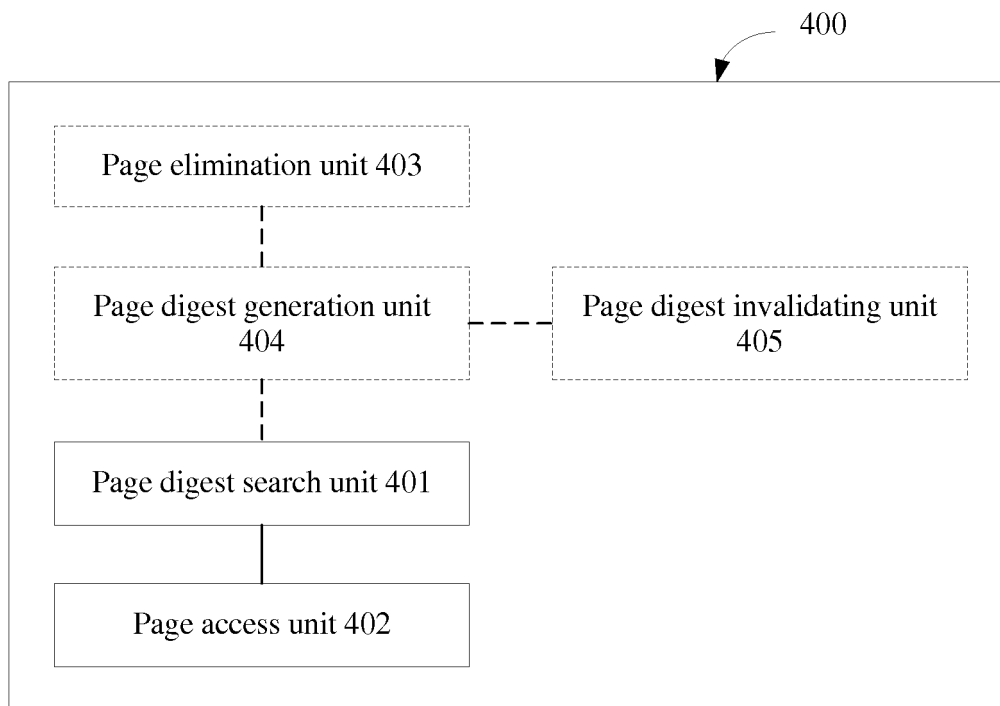 400
Page elimination unit 403
Page digest generation unit
404
Page digest invalidating unit
405
Page digest search unit 401
Page access unit 402